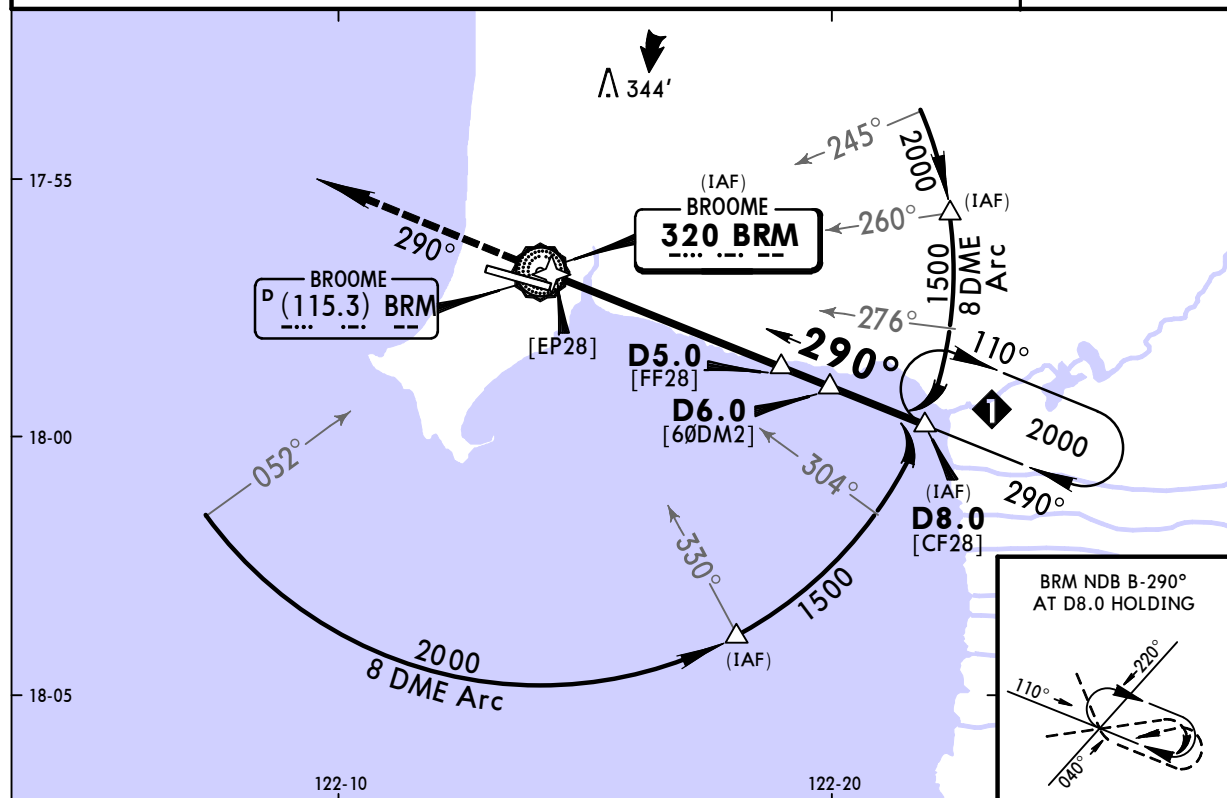 344'
245°
2000
(IAF)
17-55
(IAF)
BROOME
320 BRM
260°
290°
1500
8 DME
Arc
BROOME
D (115.3) BRM
276°
[EP28]
290°
110°
D5.0
[FF28]
D6.0
[6ØDM2]
1
2000
18-00
052°
304°
(IAF)
D8.0
[CF28]
290°
330°
1500
BRM NDB B-290°
AT D8.0 HOLDING
2000
8 DME Arc
(IAF)
220°
110°
18-05
040°
122-10
122-20